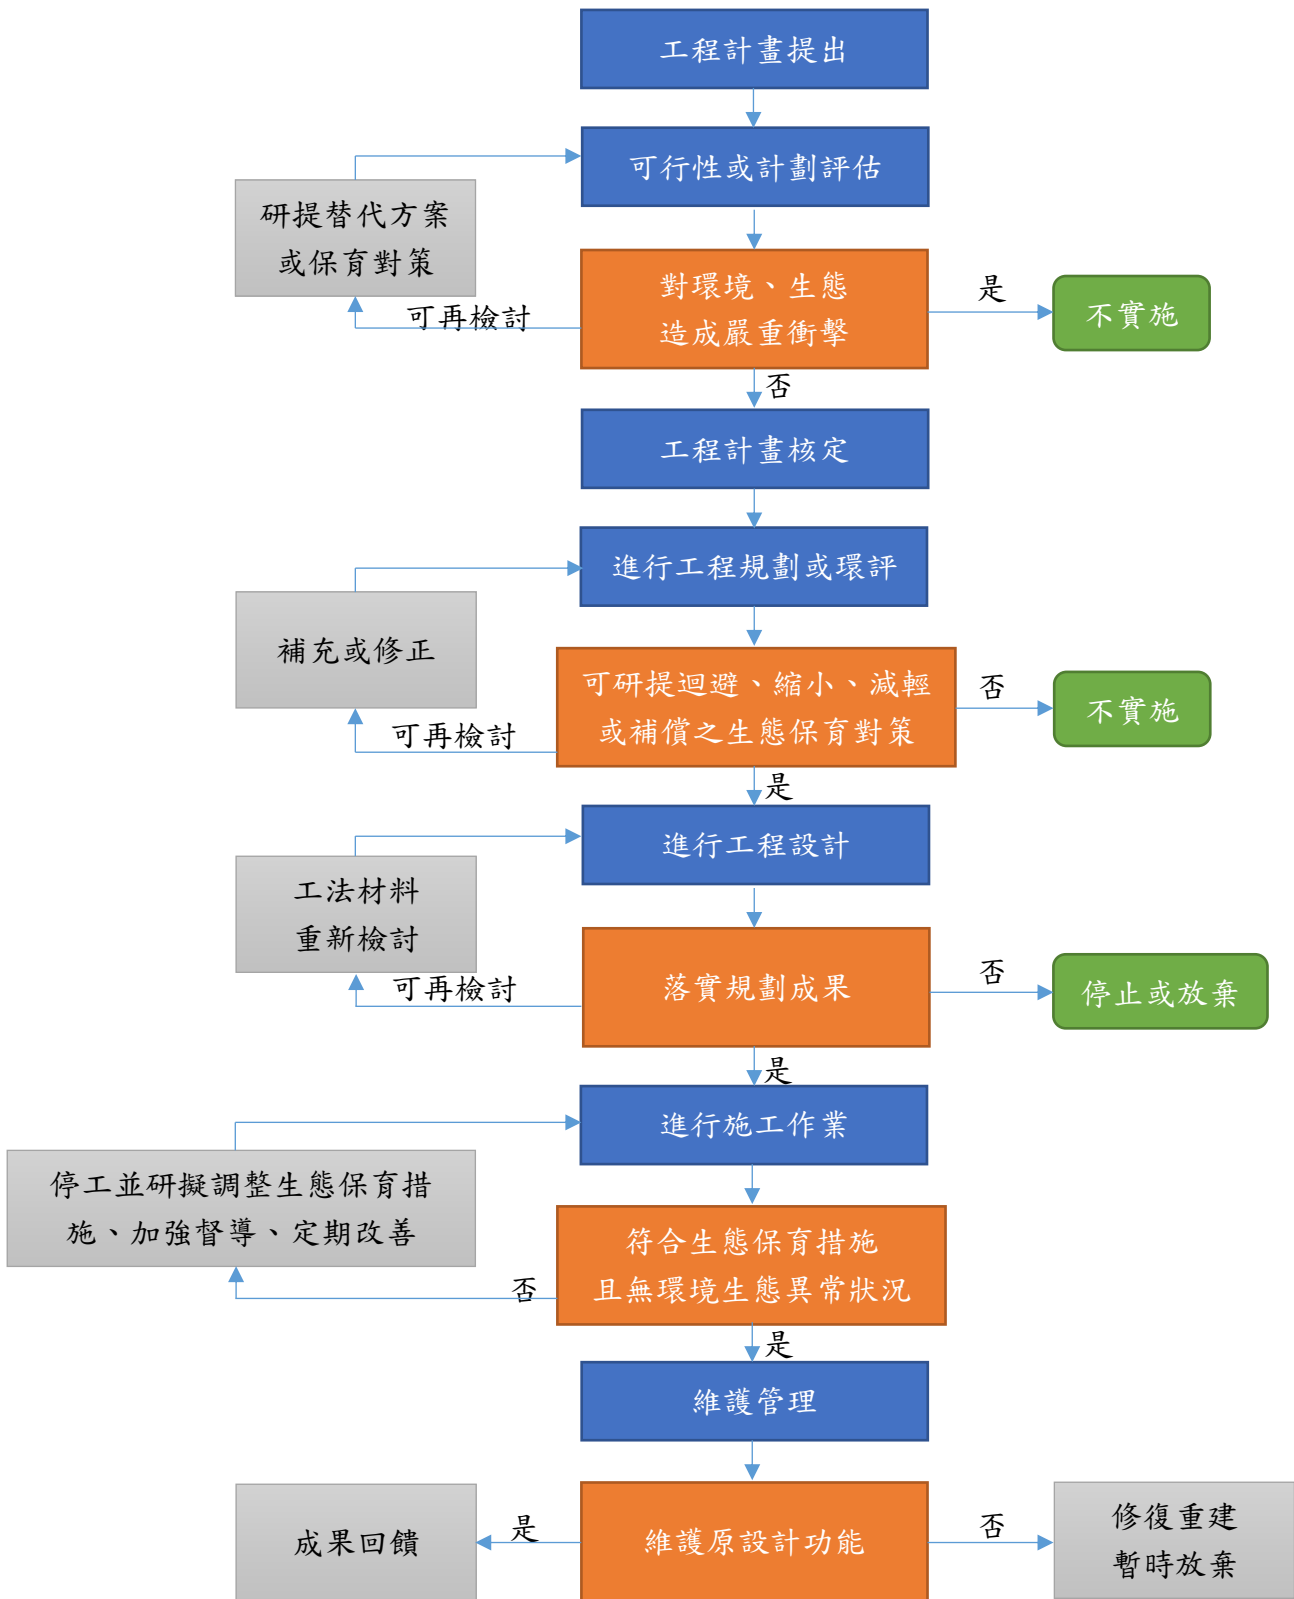 工程計畫提出
可行性或計劃評估
研提替代方案
或保育對策
對環境、生態
造成嚴重衝擊
是
不實施
可再檢討
否
工程計畫核定
進行工程規劃或環評
補充或修正
可研提迴避、縮小、減輕
或補償之生態保育對策
否
不實施
可再檢討
是
進行工程設計
工法材料
重新檢討
落實規劃成果
否
停止或放棄
可再檢討
是
進行施工作業
停工並研擬調整生態保育措
施、加強督導、定期改善
符合生態保育措施
且無環境生態異常狀況
否
是
維護管理
成果回饋
是
維護原設計功能
否
修復重建
暫時放棄